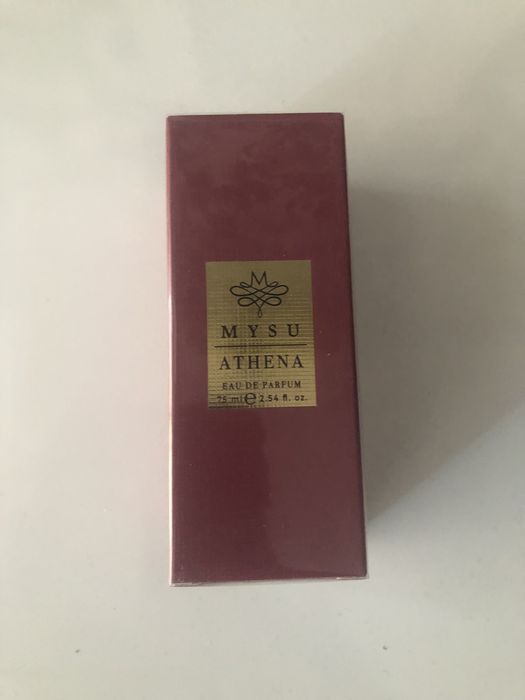 M
MYSU
ATHENA
EAU DE PARFUM
75 ml ℮ 2.54 fl. oz.